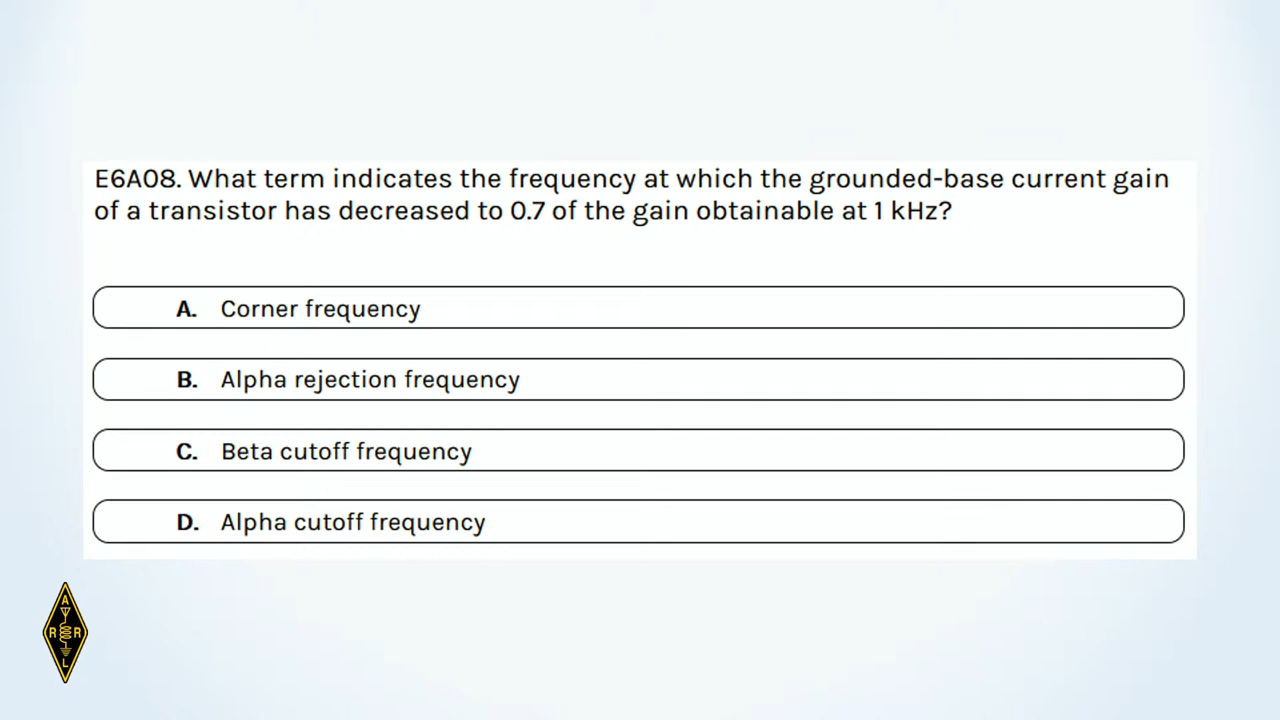 E6A08. What term indicates the frequency at which the grounded-base current gain
of a transistor has decreased to 0.7 of the gain obtainable at 1 kHz?
A. Corner frequency
B. Alpha rejection frequency
C. Beta cutoff frequency
D. Alpha cutoff frequency
A
R R
L